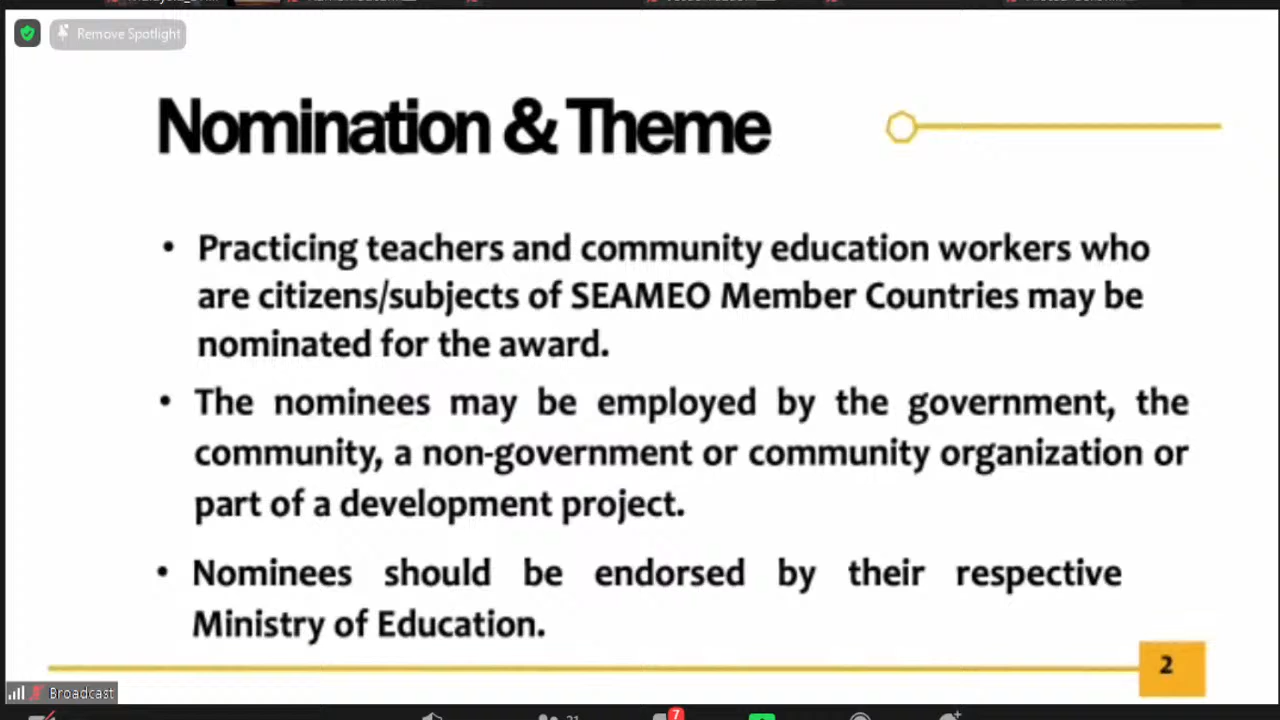 Remove Spotlight
Nomination & Theme
• Practicing teachers and community education workers who
are citizens/subjects of SEAMEO Member Countries may be
nominated for the award.
• The nominees may be employed by the government, the
community, a non-government or community organization or
part of a development project.
• Nominees should be endorsed by their respective
Ministry of Education.
2
Broadcast
7